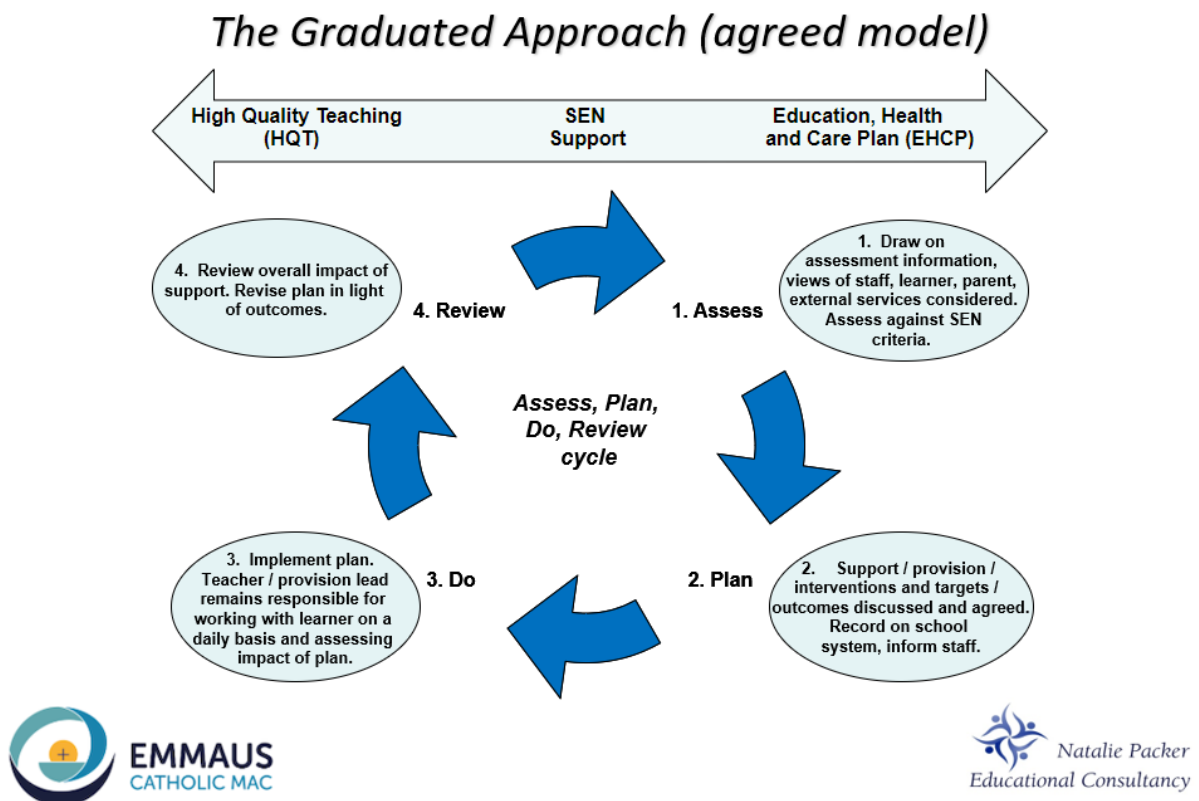 The Graduated Approach (agreed model)
High Quality Teaching
(HQT)
SEN
Support
Education, Health
and Care Plan (EHCP)
4. Review overall impact of
support. Revise plan in light
of outcomes.
4. Review
1. Assess
1. Draw on
assessment information,
views of staff, learner, parent,
external services considered.
Assess against SEN
criteria.
Assess, Plan,
Do, Review
cycle
3. Implement plan.
Teacher / provision lead
remains responsible for
working with learner on a
daily basis and assessing
impact of plan.
3. Do
2. Plan
2. Support / provision /
interventions and targets /
outcomes discussed and agreed.
Record on school
system, inform staff.
EMMAUS
CATHOLIC MAC
Natalie Packer
Educational Consultancy